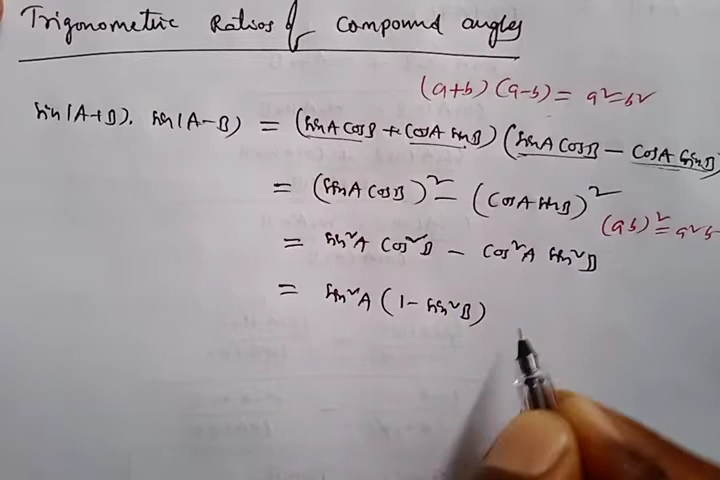 Trigonometric Ratios of Compound angles
(a+b) (a-b) = a²-b²
sin(A+B). sin(A-B) = (sinA cosB + cosA sinB) (sinA cosB - cosA sinB)
= (sinA cosB)² - (cosA sinB)²
(ab)² = a²b
= sin²A cos²B - cos²A sin²B
= sin²A (1 - sin²B)